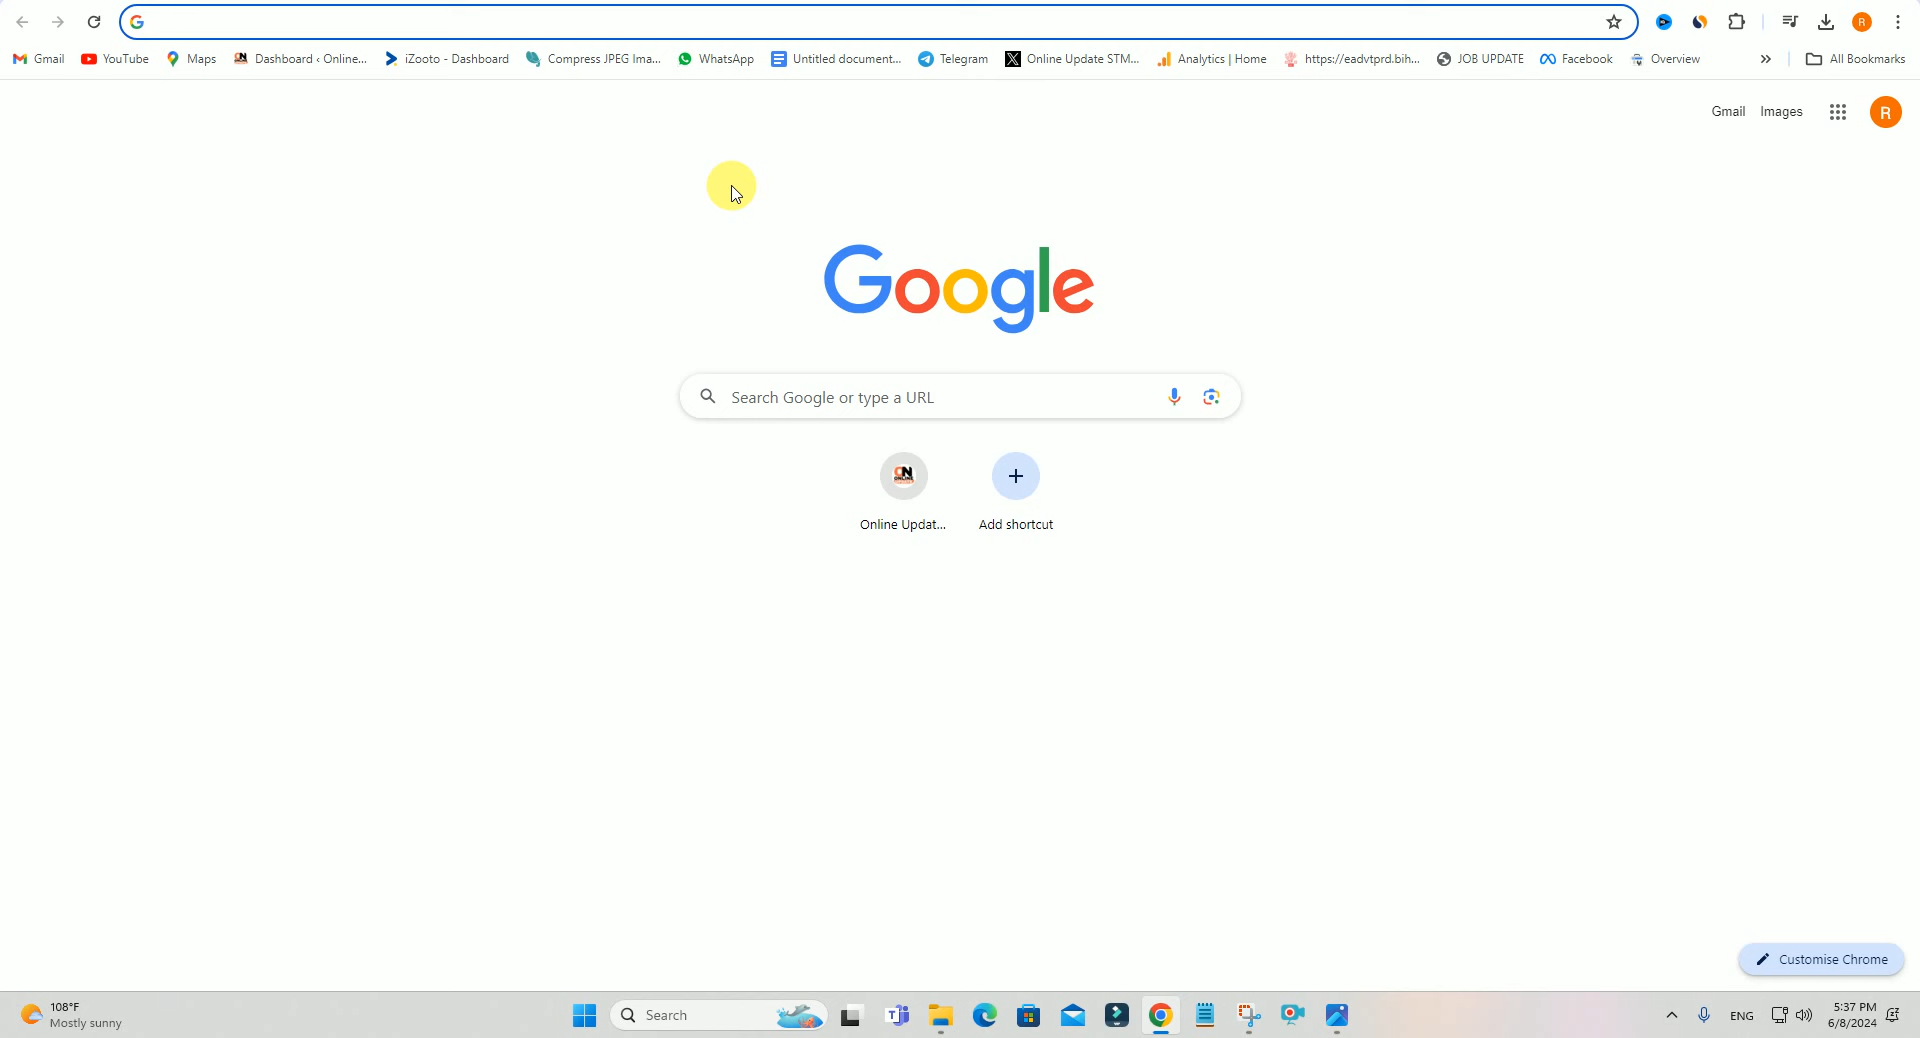 Gmail YouTube Maps Dashboard ‹ Online... iZooto - Dashboard Compress JPEG Ima... WhatsApp Untitled document... Telegram Online Update STM... Analytics | Home https://eadvtprd.bih... JOB UPDATE Facebook Overview » All Bookmarks
Gmail Images R
Google
Search Google or type a URL
ON ONLINE
Online Updat... Add shortcut
Customise Chrome
108°F
Mostly sunny
Search
ENG
5:37 PM
6/8/2024